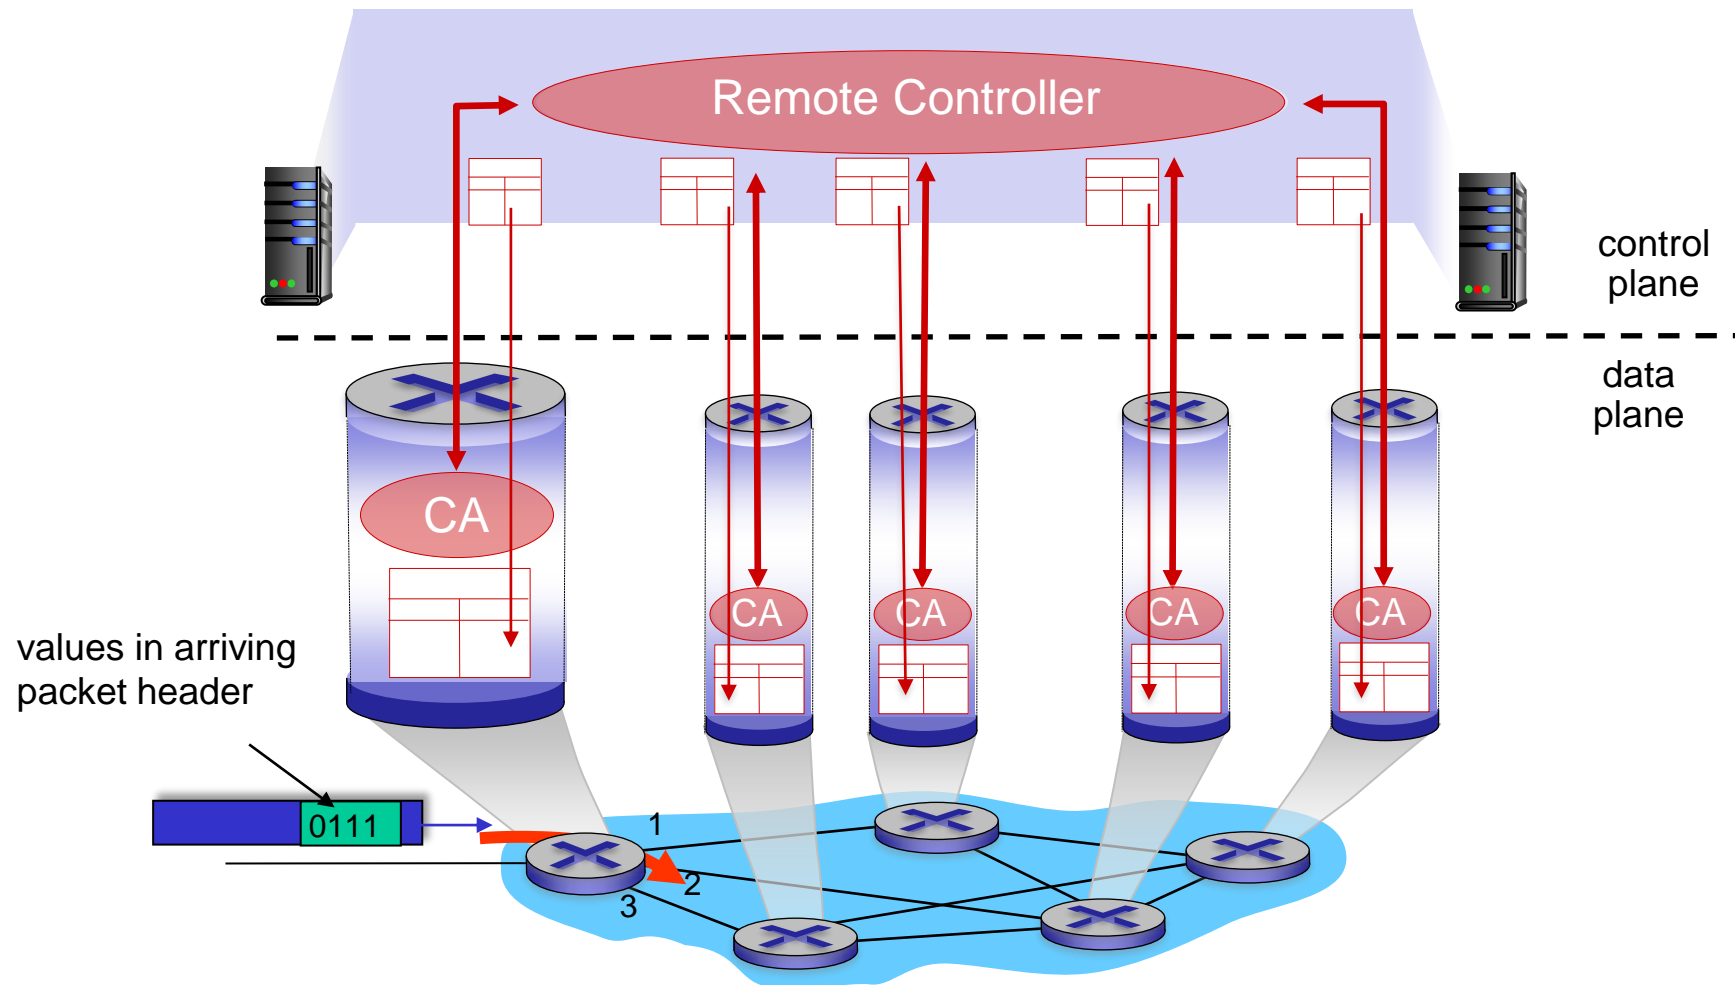 Remote Controller
control
plane
data
plane
CA
CA
CA
CA
CA
values in arriving
packet header
0111
1
2
3